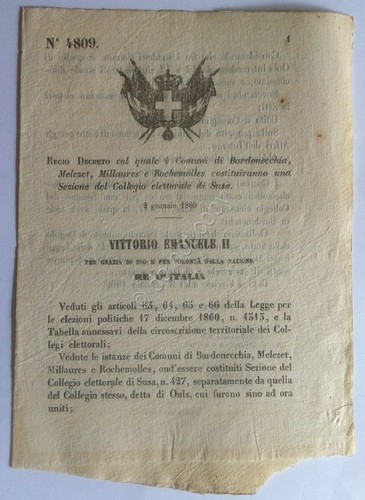 N° 4809.
1
REGIO DECRETO col quale i Comuni di Bardonecchia,
Melezet, Millaures e Rochemolles costituiranno una
Sezione del Collegio elettorale di Susa.
2 gennaio 1860
VITTORIO EMANUELE II
PER GRAZIA DI DIO E PER VOLONTÀ DELLA NAZIONE
RE D'ITALIA
Veduti gli articoli 63, 64, 65 e 66 della Legge per
le elezioni politiche 17 dicembre 1860, n. 4513, e la
Tabella annessavi della circoscrizione territoriale dei Col-
legi elettorali;
Vedute le istanze dei Comuni di Bardonecchia, Melezet,
Millaures e Rochemolles, ond'essere costituiti Sezione del
Collegio elettorale di Susa, n. 427, separatamente da quella
del Collegio stesso, detta di Oulx, cui furono sino ad ora
uniti;